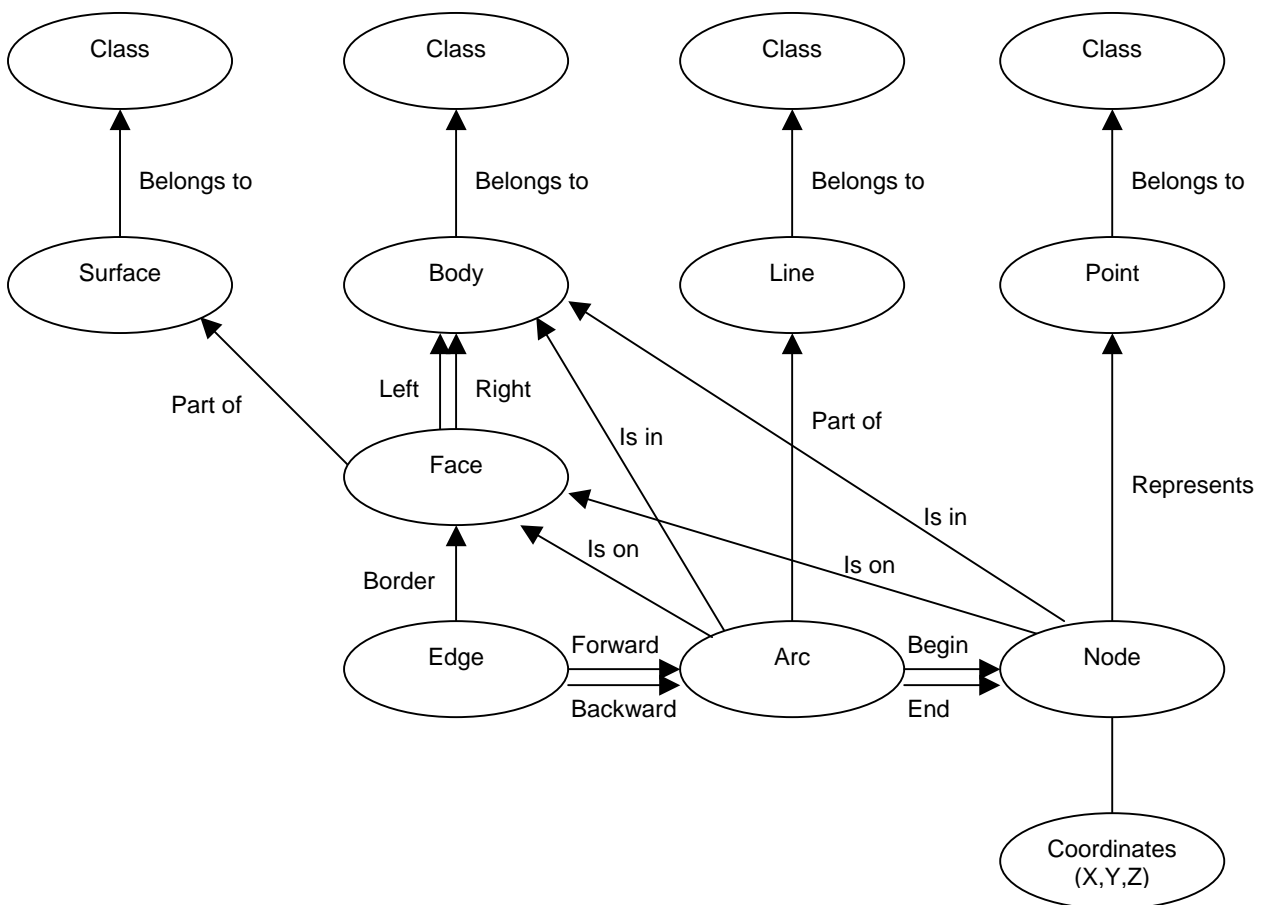 Class
Class
Class
Class
Belongs to
Belongs to
Belongs to
Belongs to
Surface
Body
Line
Point
Left
Right
Part of
Part of
Is in
Face
Represents
Is in
Is on
Is on
Border
Edge
Forward
Arc
Begin
Node
Backward
End
Coordinates
(X,Y,Z)